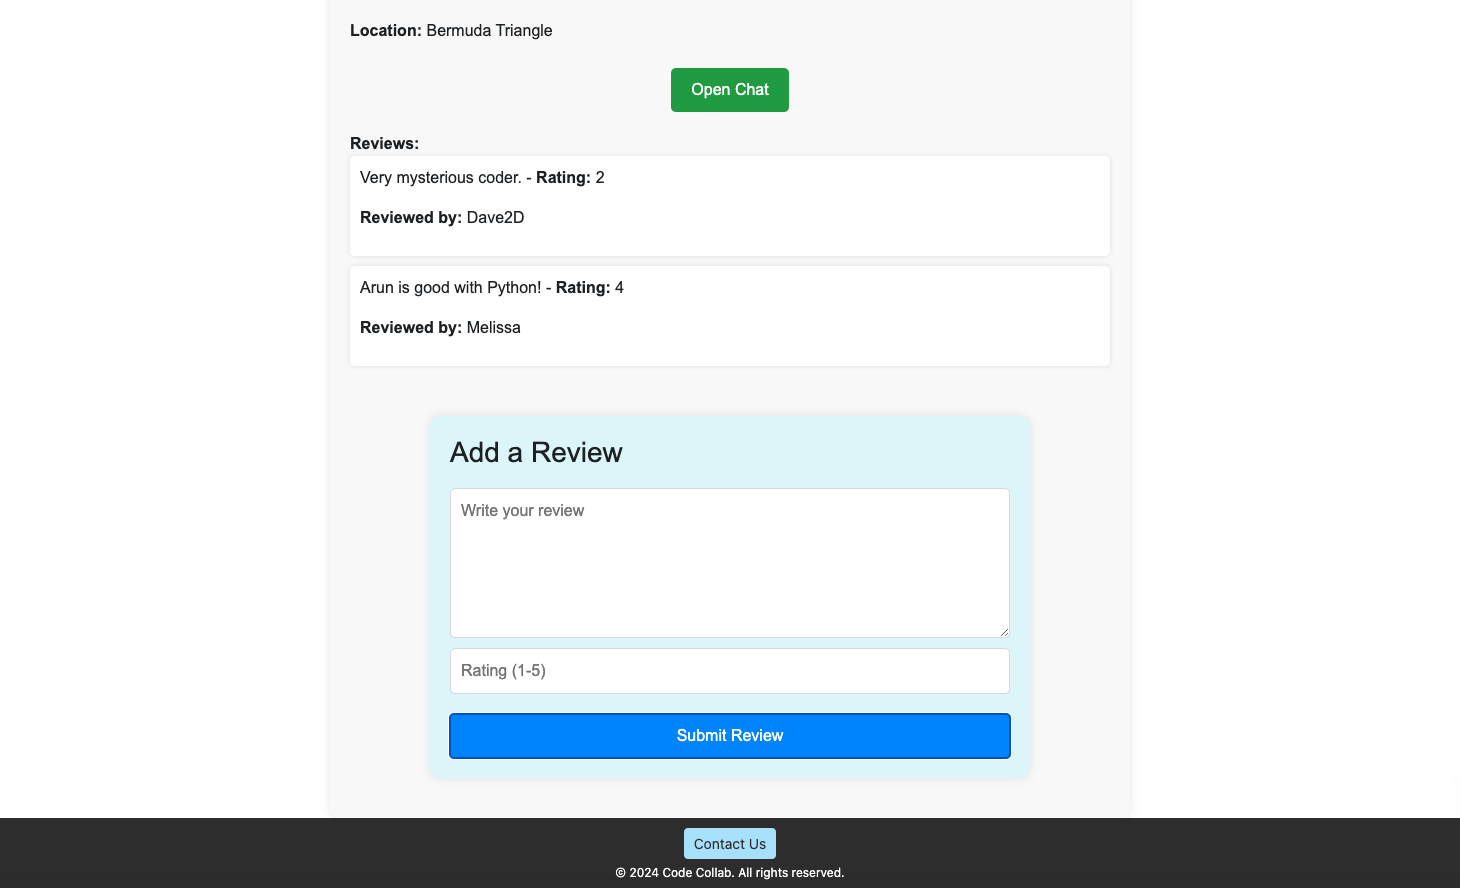 Location: Bermuda Triangle
Open Chat
Reviews:
Very mysterious coder. - Rating: 2
Reviewed by: Dave2D
Arun is good with Python! - Rating: 4
Reviewed by: Melissa
Add a Review
Write your review
Rating (1-5)
Submit Review
Contact Us
© 2024 Code Collab. All rights reserved.